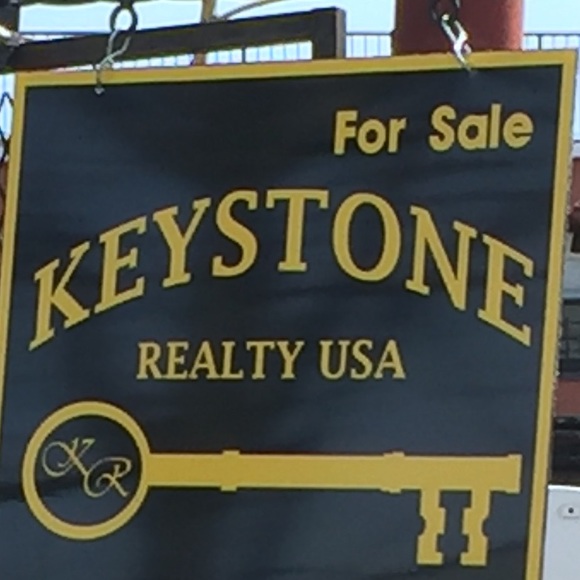 For Sale
KEYSTONE
REALTY USA
KR